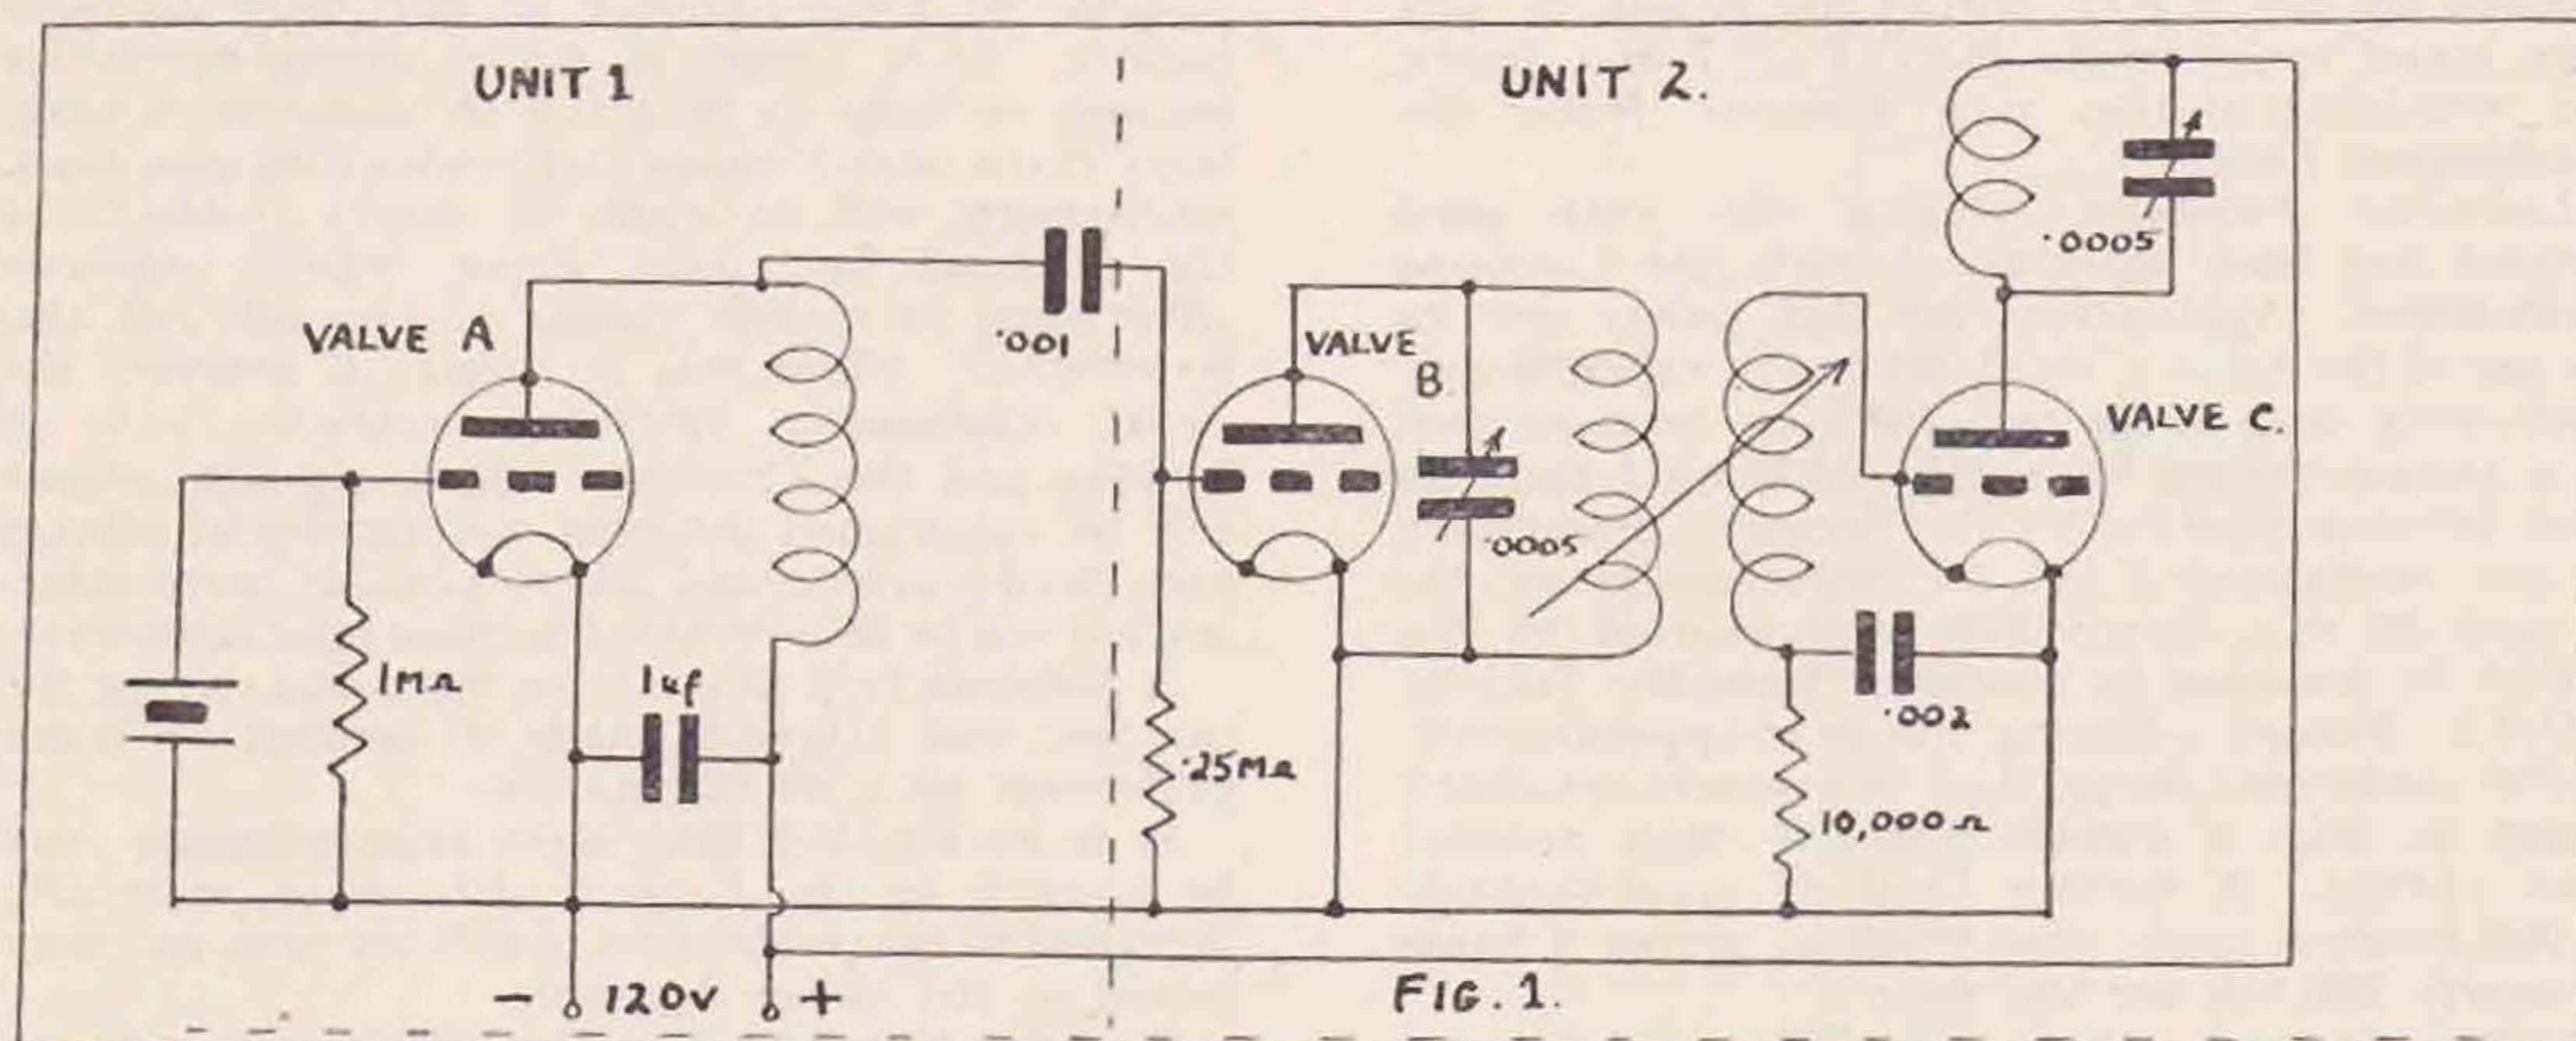 UNIT 1
UNIT 2.
·0005
·001
VALVE A
VALVE
B.
VALVE C.
·0005
1MΩ
1uf
·002
·25MΩ
10,000Ω
- 120V +
FIG. 1.